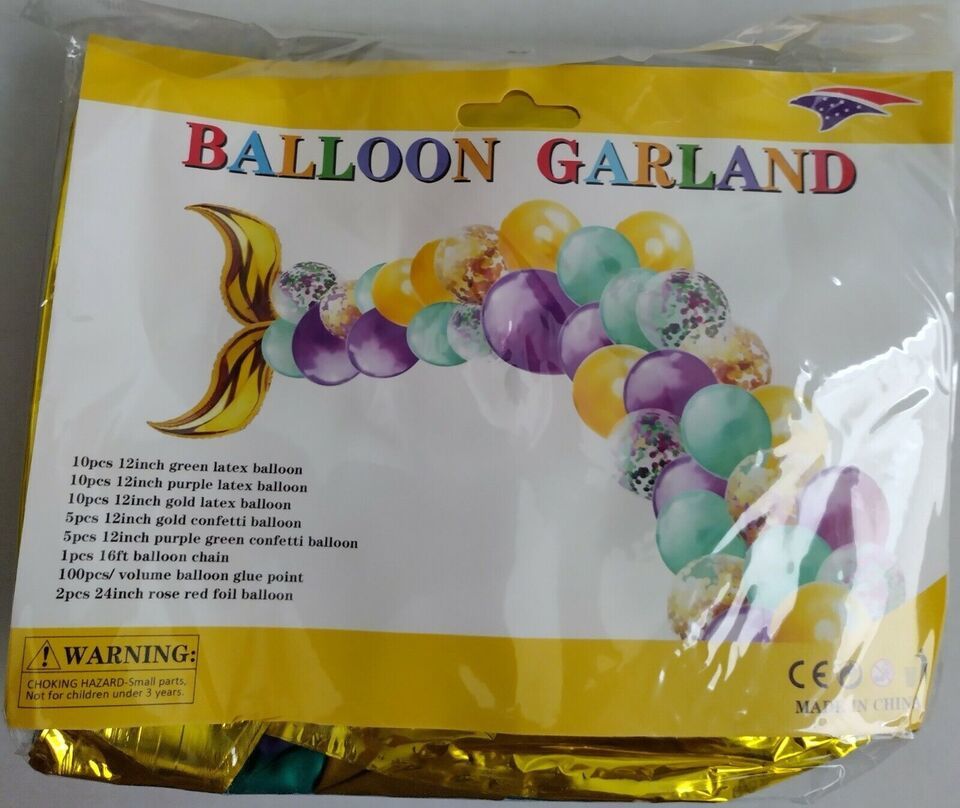 BALLOON GARLAND
10pcs 12inch green latex balloon
10pcs 12inch purple latex balloon
10pcs 12inch gold latex balloon
5pcs 12inch gold confetti balloon
5pcs 12inch purple green confetti balloon
1pcs 16ft balloon chain
100pcs/ volume balloon glue point
2pcs 24inch rose red foil balloon
WARNING:
CHOKING HAZARD-Small parts,
Not for children under 3 years.
CE
MADE IN CHINA